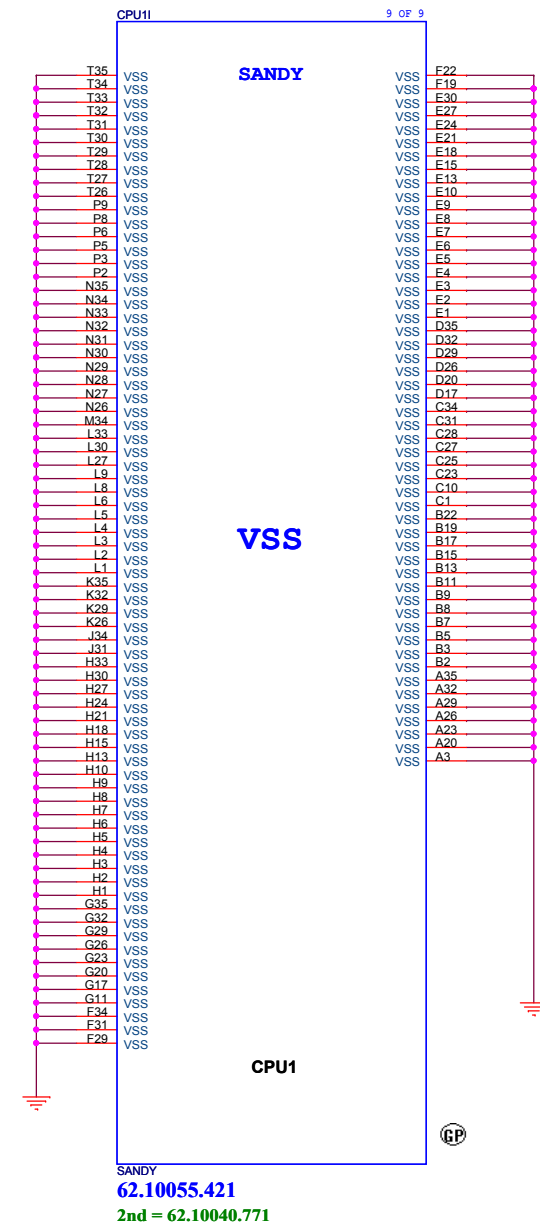 CPU1I 9 OF 9
SANDY
T35 VSS VSS F22
T34 VSS VSS F19
T33 VSS VSS E30
T32 VSS VSS E27
T31 VSS VSS E24
T30 VSS VSS E21
T29 VSS VSS E18
T28 VSS VSS E15
T27 VSS VSS E13
T26 VSS VSS E10
P9 VSS VSS E9
P8 VSS VSS E8
P6 VSS VSS E7
P5 VSS VSS E6
P3 VSS VSS E5
P2 VSS VSS E4
N35 VSS VSS E3
N34 VSS VSS E2
N33 VSS VSS E1
N32 VSS VSS D35
N31 VSS VSS D32
N30 VSS VSS D29
N29 VSS VSS D26
N28 VSS VSS D20
N27 VSS VSS D17
N26 VSS VSS C34
M34 VSS VSS C31
L33 VSS VSS C28
L30 VSS VSS C27
L27 VSS VSS C25
L9 VSS VSS C23
L8 VSS VSS C10
L6 VSS VSS C1
L5 VSS VSS B22
L4 VSS VSS B19
VSS
L3 VSS VSS B17
L2 VSS VSS B15
L1 VSS VSS B13
K35 VSS VSS B11
K32 VSS VSS B9
K29 VSS VSS B8
K26 VSS VSS B7
J34 VSS VSS B5
J31 VSS VSS B3
H33 VSS VSS B2
H30 VSS VSS A35
H27 VSS VSS A32
H24 VSS VSS A29
H21 VSS VSS A26
H18 VSS VSS A23
H15 VSS VSS A20
H13 VSS VSS A3
H10 VSS
H9 VSS
H8 VSS
H7 VSS
H6 VSS
H5 VSS
H4 VSS
H3 VSS
H2 VSS
H1 VSS
G35 VSS
G32 VSS
G29 VSS
G26 VSS
G23 VSS
G20 VSS
G17 VSS
G11 VSS
F34 VSS
F31 VSS
F29 VSS
CPU1
GP
SANDY
62.10055.421
2nd = 62.10040.771